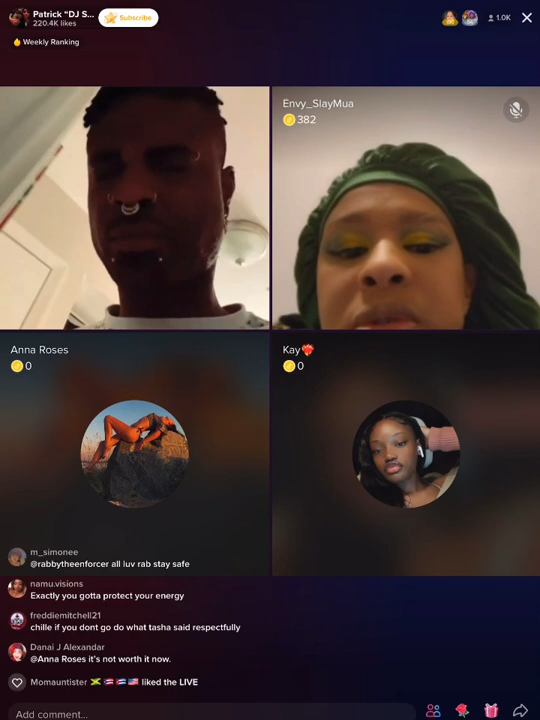 Patrick "DJ S...
220.4K likes
Subscribe
1.0K
Weekly Ranking
Envy_SlayMua
382
Anna Roses
0
Kay
0
m_simonee
@rabbytheenforcer all luv rab stay safe
namu.visions
Exactly you gotta protect your energy
freddiemitchell21
chille if you dont go do what tasha said respectfully
Danai J Alexandar
@Anna Roses it's not worth it now.
Momauntister liked the LIVE
Add comment...